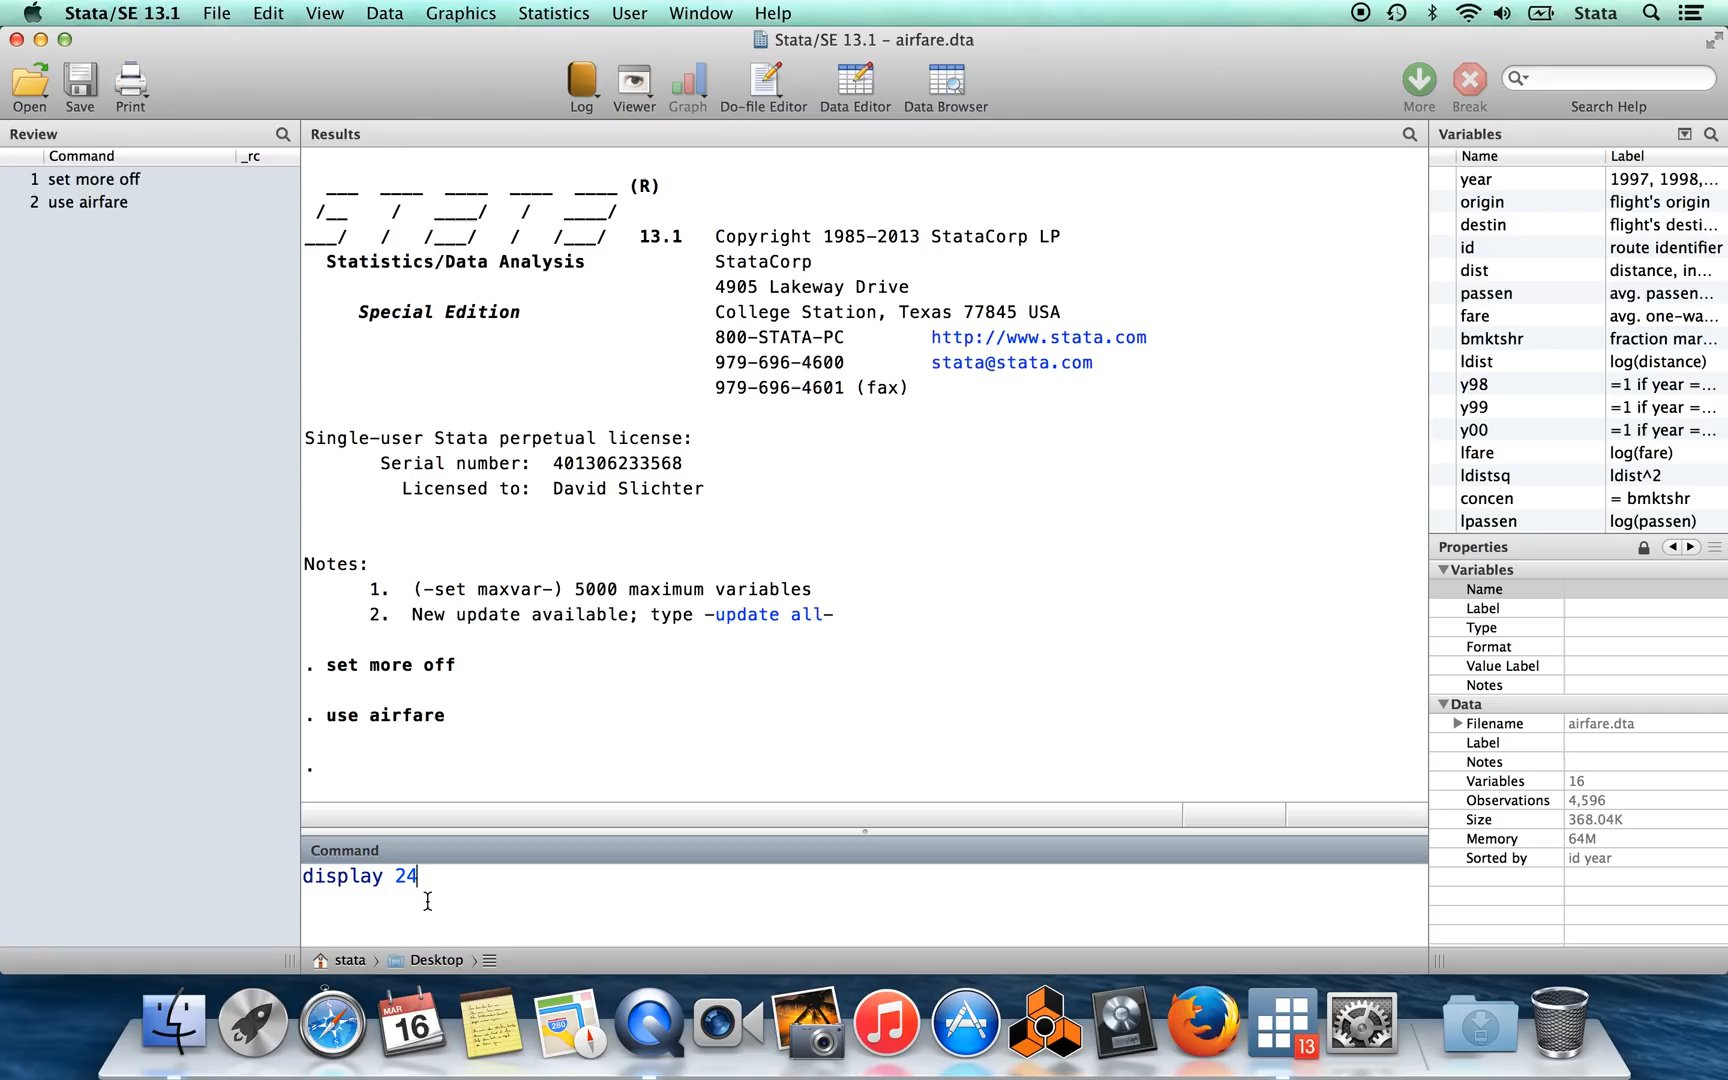 Stata/SE 13.1 File Edit View Data Graphics Statistics User Window Help Stata
Stata/SE 13.1 – airfare.dta
Open Save Print Log Viewer Graph Do-file Editor Data Editor Data Browser More Break Search Help
Review
Command _rc
1 set more off
2 use airfare
Results
(R)
stata
13.1 Copyright 1985-2013 StataCorp LP
Statistics/Data Analysis StataCorp
4905 Lakeway Drive
Special Edition College Station, Texas 77845 USA
800-STATA-PC http://www.stata.com
979-696-4600 stata@stata.com
979-696-4601 (fax)
Single-user Stata perpetual license:
Serial number: 401306233568
Licensed to: David Slichter
Notes:
1. (-set maxvar-) 5000 maximum variables
2. New update available; type -update all-
. set more off
. use airfare
.
Command
display 24
stata Desktop
Variables
Name Label
year 1997, 1998,...
origin flight's origin
destin flight's desti...
id route identifier
dist distance, in...
passen avg. passen...
fare avg. one-wa...
bmktshr fraction mar...
ldist log(distance)
y98 =1 if year =...
y99 =1 if year =...
y00 =1 if year =...
lfare log(fare)
ldistsq ldist^2
concen = bmktshr
lpassen log(passen)
Properties
Variables
Name
Label
Type
Format
Value Label
Notes
Data
Filename airfare.dta
Label
Notes
Variables 16
Observations 4,596
Size 368.04K
Memory 64M
Sorted by id year
MAR
16
280
13